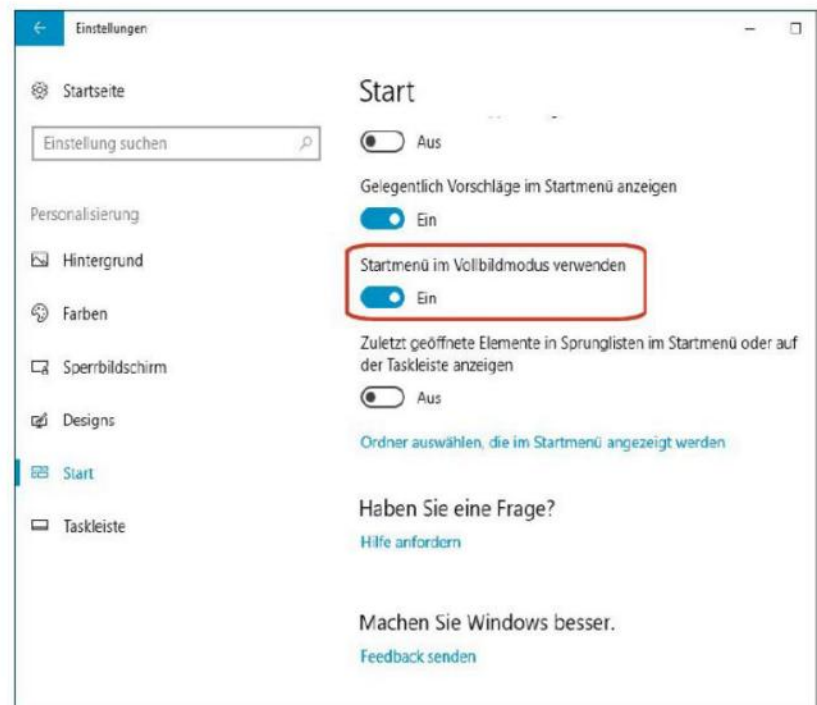 Einstellungen
Startseite
Einstellung suchen
Personalisierung
Hintergrund
Farben
Sperrbildschirm
Designs
Start
Taskleiste
Start
Aus
Gelegentlich Vorschläge im Startmenü anzeigen
Ein
Startmenü im Vollbildmodus verwenden
Ein
Zuletzt geöffnete Elemente in Sprunglisten im Startmenü oder auf
der Taskleiste anzeigen
Aus
Ordner auswählen, die im Startmenü angezeigt werden
Haben Sie eine Frage?
Hilfe anfordern
Machen Sie Windows besser.
Feedback senden